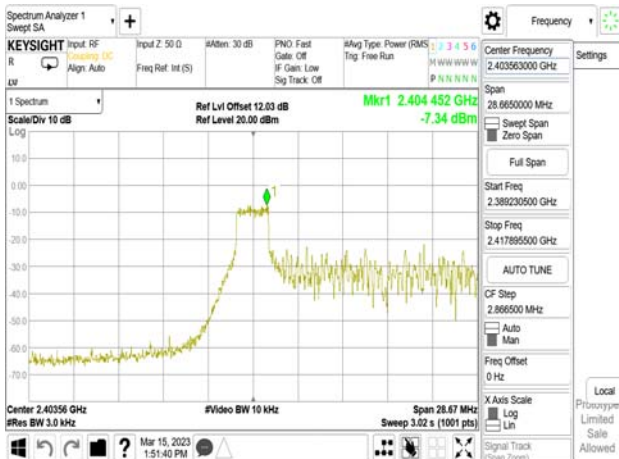 Spectrum Analyzer 1
Swept SA
+
Frequency
KEYSIGHT
R
Input: RF
Coupling: DC
Align: Auto
Input Z: 50 Ω
Freq Ref: Int (S)
#Atten: 30 dB
PNO: Fast
Gate: Off
IF Gain: Low
Sig Track: Off
#Avg Type: Power (RMS
Trig: Free Run
1 2 3 4 5 6
M W W W W W
P N N N N N
1 Spectrum
Scale/Div 10 dB
Log
Ref Lvl Offset 12.03 dB
Ref Level 20.00 dBm
Mkr1 2.404 452 GHz
-7.34 dBm
10.0
0.00
-10.0
-20.0
-30.0
-40.0
-50.0
-60.0
-70.0
1
Center 2.40356 GHz
#Res BW 3.0 kHz
#Video BW 10 kHz
Span 28.67 MHz
Sweep 3.02 s (1001 pts)
Mar 15, 2023
1:51:40 PM
?
Center Frequency
2.403563000 GHz
Span
28.6650000 MHz
Swept Span
Zero Span
Full Span
Start Freq
2.389230500 GHz
Stop Freq
2.417895500 GHz
AUTO TUNE
CF Step
2.866500 MHz
Auto
Man
Freq Offset
0 Hz
X Axis Scale
Log
Lin
Signal Track
(Span Zoom)
Settings
Local
Prototype
Limited
Sale
Allowed